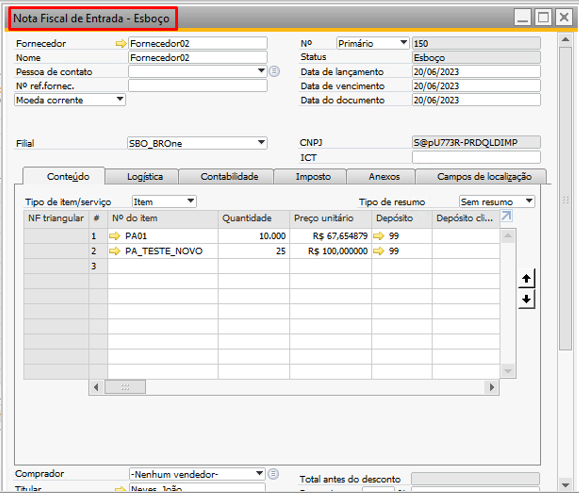 Nota Fiscal de Entrada - Esboço
Fornecedor Fornecedor02 Nº Primário 150
Nome Fornecedor02 Status Esboço
Pessoa de contato Data de lançamento 20/06/2023
Nº ref.fornec. Data de vencimento 20/06/2023
Moeda corrente Data do documento 20/06/2023
Filial SBO_BROne CNPJ S@pU773R-PRDQLDIMP
ICT
Conteúdo Logística Contabilidade Imposto Anexos Campos de localização
Tipo de item/serviço Item Tipo de resumo Sem resumo
NF triangular # Nº do item Quantidade Preço unitário Depósito Depósito cli...
1 PA01 10.000 R$ 67,654879 99
2 PA_TESTE_NOVO 25 R$ 100,000000 99
3
Comprador -Nenhum vendedor- Total antes do desconto
Titular Neves, João